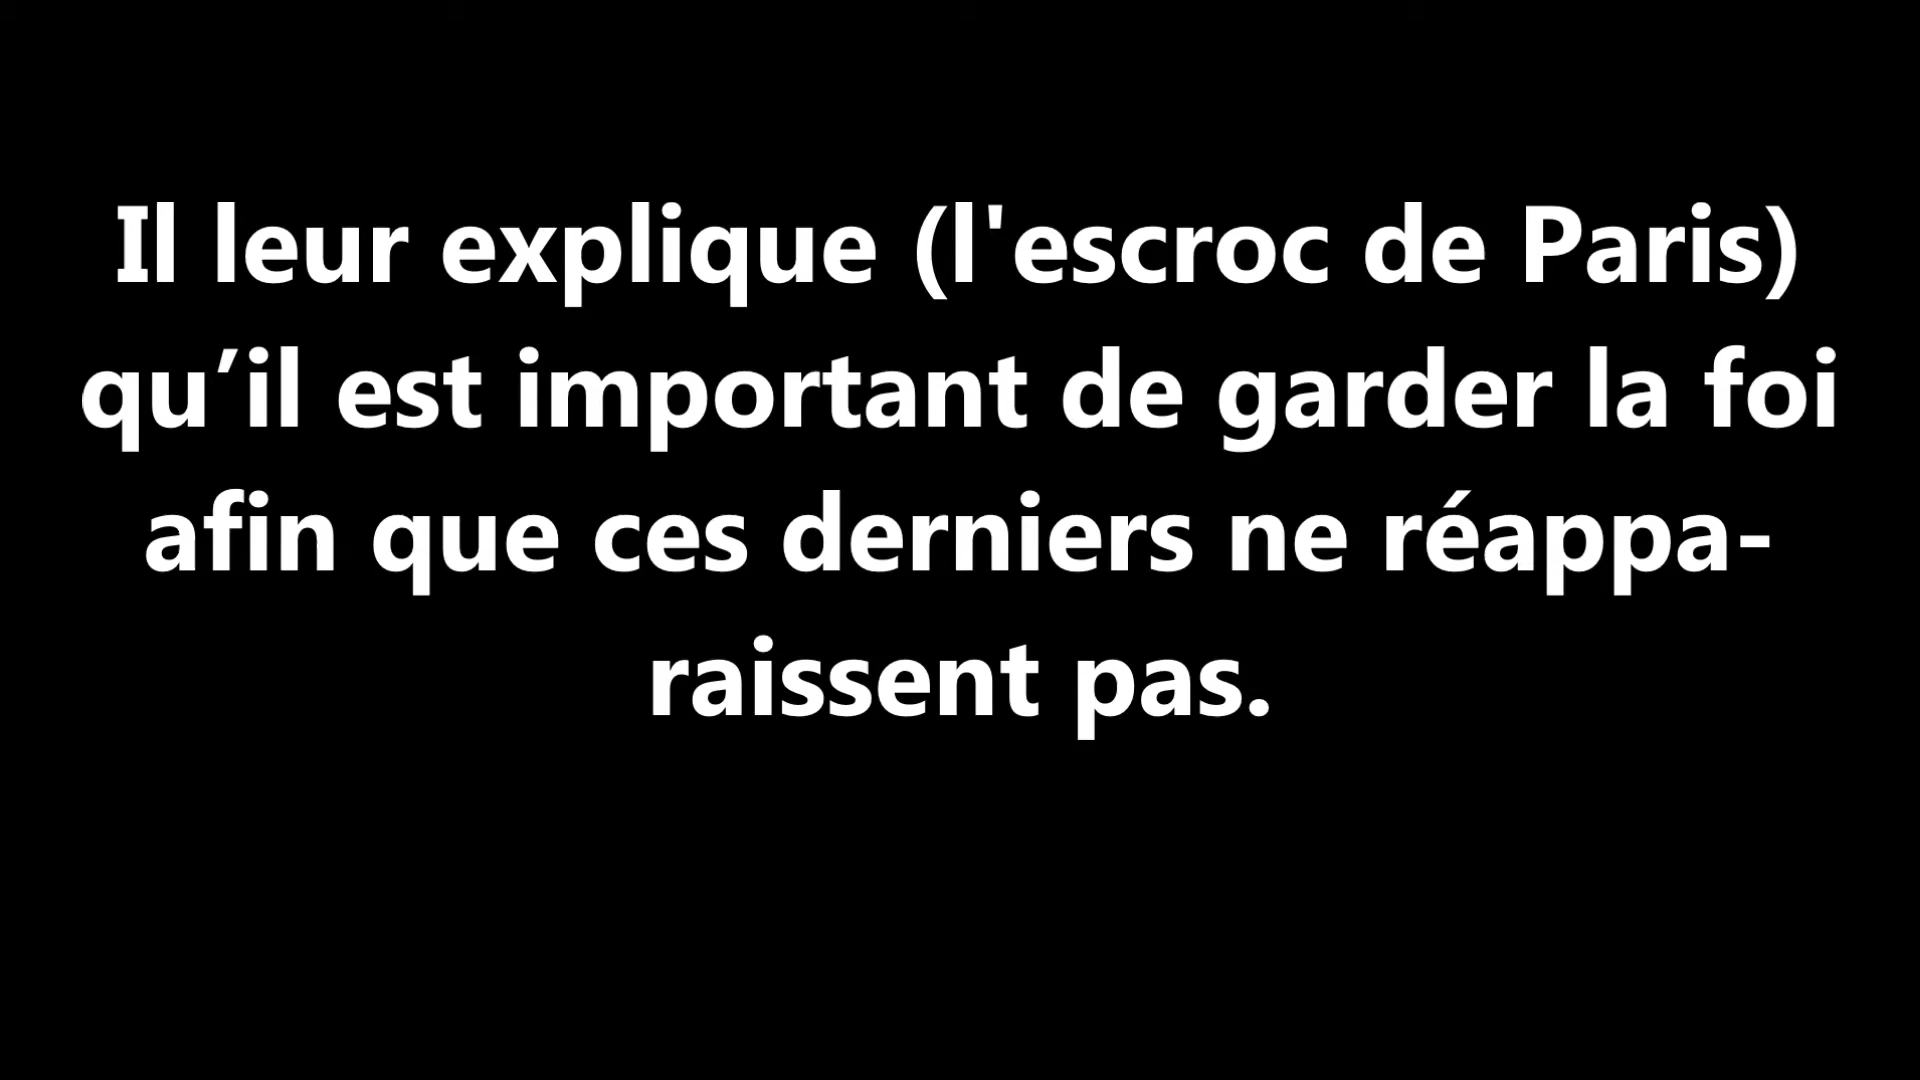 Il leur explique (l'escroc de Paris)
qu’il est important de garder la foi
afin que ces derniers ne réappa-
raissent pas.